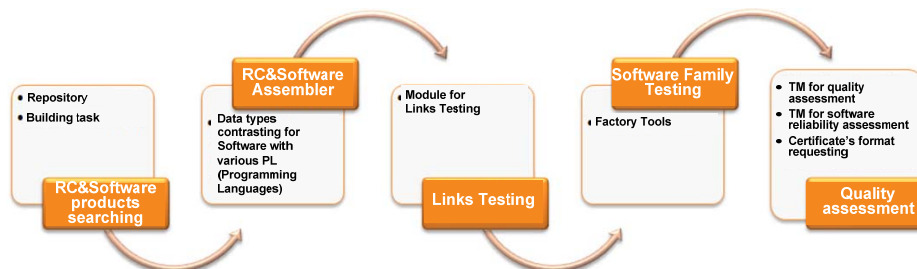 • Repository
• Building task
RC&Software
products
searching
RC&Software
Assembler
• Data types
contrasting for
Software with
various PL
(Programming
Languages)
• Module for
Links Testing
Links Testing
Software Family
Testing
• Factory Tools
• TM for quality
assessment
• TM for software
reliability assessment
• Certificate's format
requesting
Quality
assessment